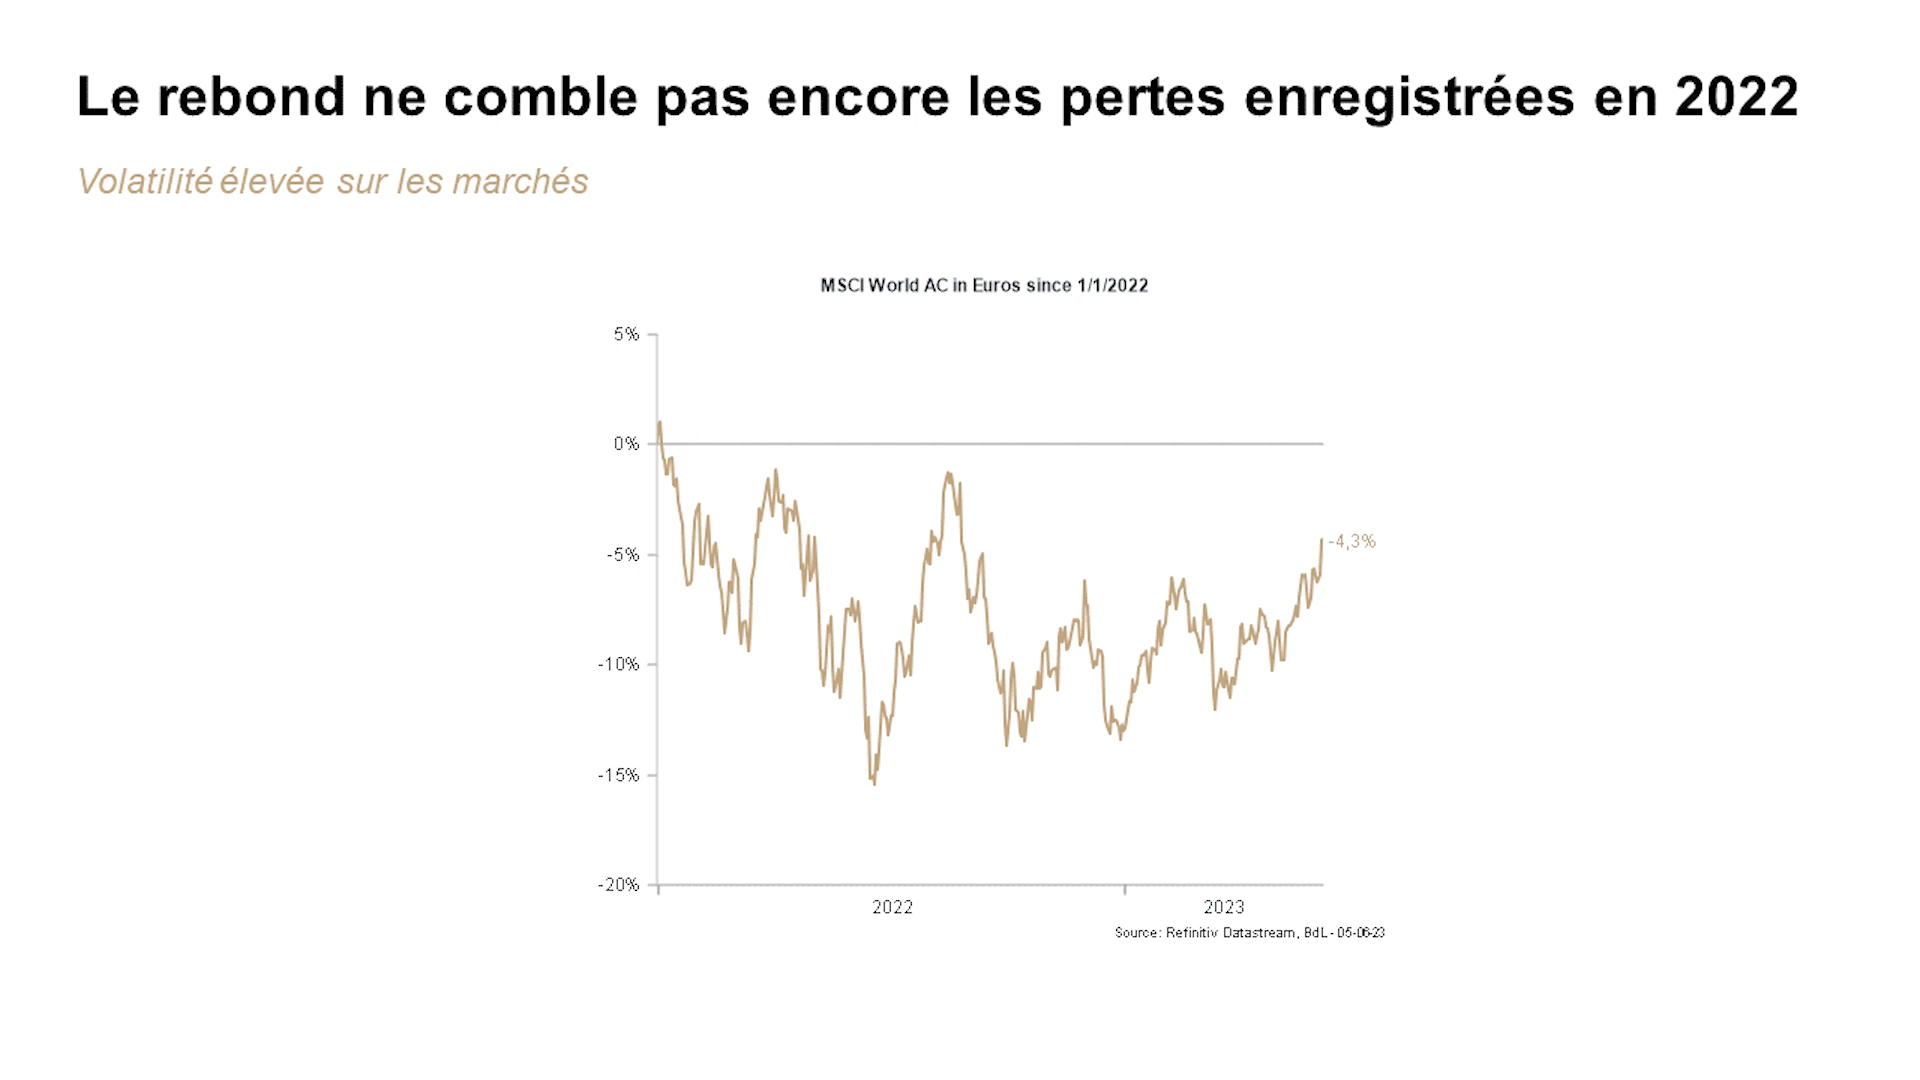 Le rebond ne comble pas encore les pertes enregistrées en 2022
Volatilité élevée sur les marchés
MSCI World AC in Euros since 1/1/2022
5%
0%
-5%
-4,3%
-10%
-15%
-20%
2022
2023
Source: Refinitiv Datastream, BdL - 05-06-23